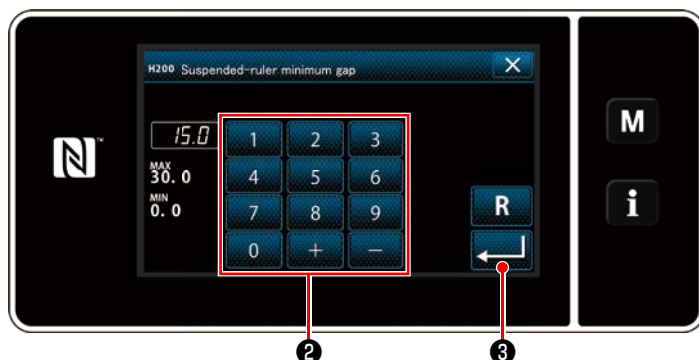 H200 Suspended-ruler minimum gap
15.0
MAX
30.0
MIN
0.0
1 2 3
4 5 6
7 8 9
0 + −
R
M
i
N™
❷ ❸